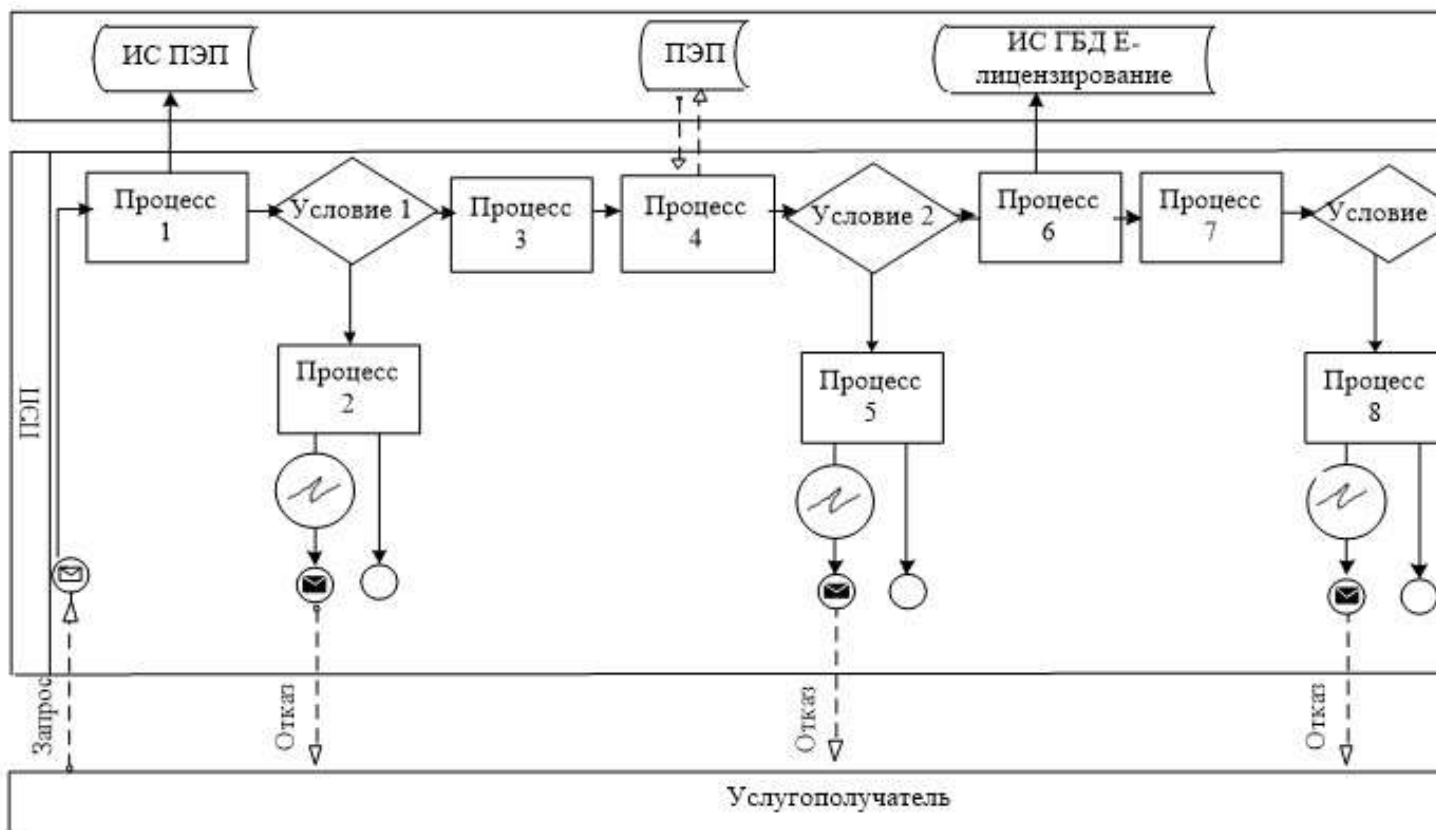 ИС ПЭП
ПЭП
ИС ГБД Е-
лицензирование
Процесс
1
Условие 1
Процесс
3
Процесс
4
Условие 2
Процесс
6
Процесс
7
Условие
Процесс
2
Процесс
5
Процесс
8
ПЭП
Запрос
Отказ
Отказ
Отказ
Услугополучатель